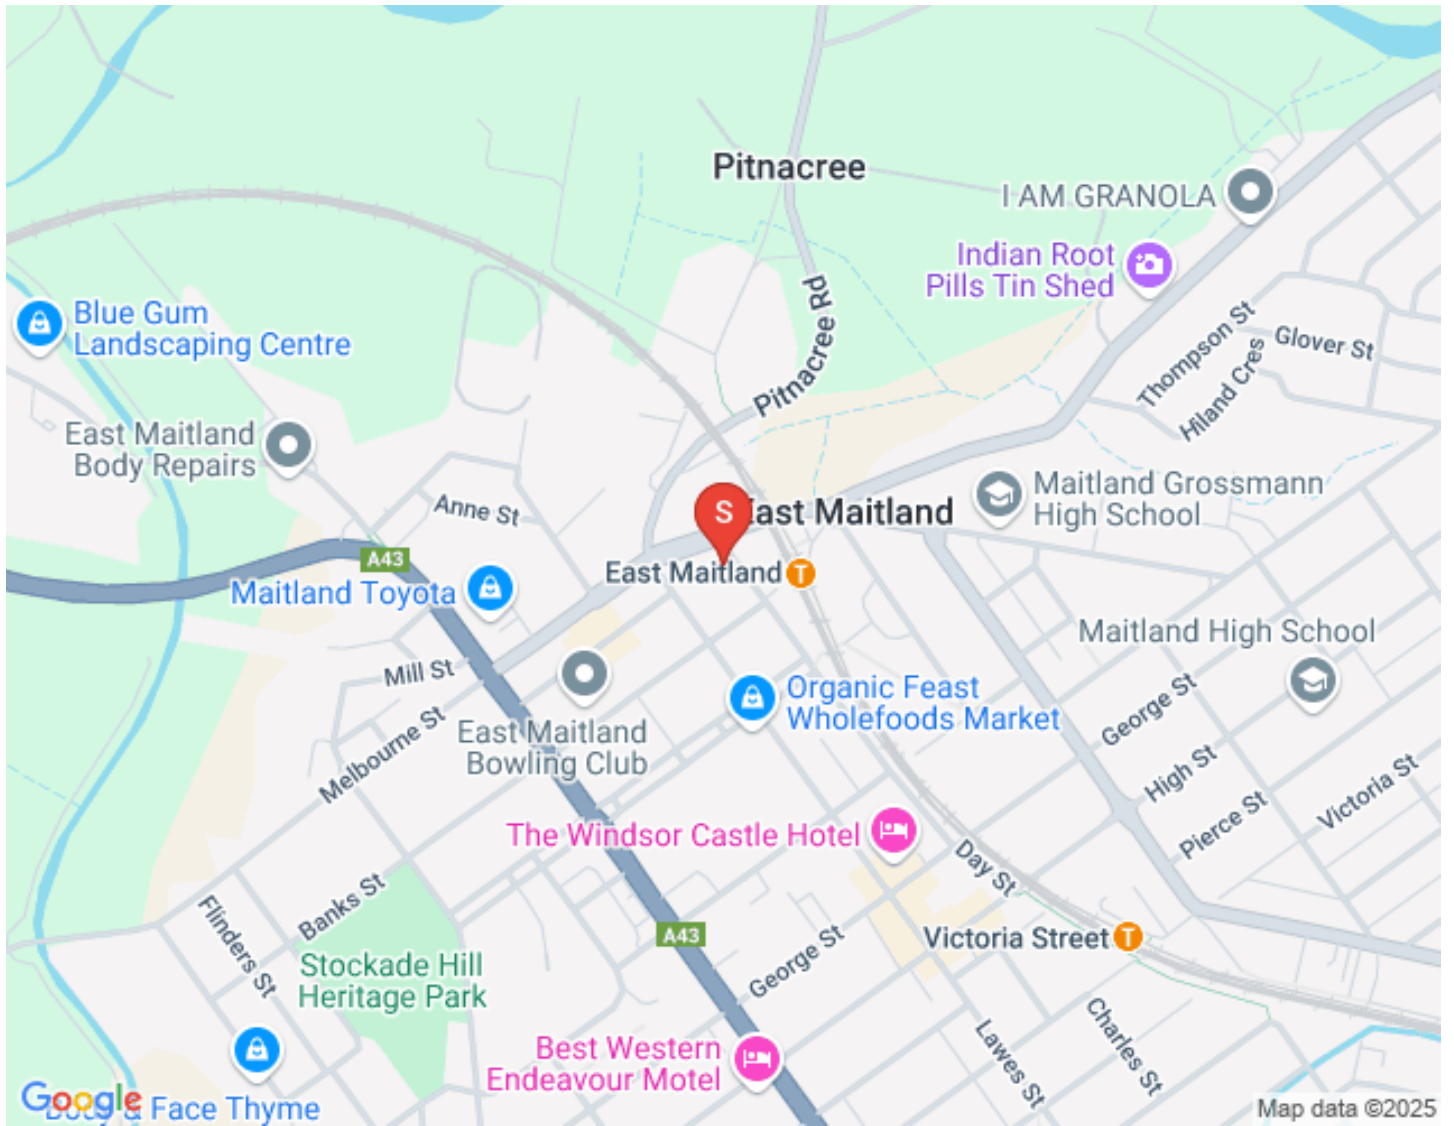 Pitnacree
I AM GRANOLA
Indian Root
Pills Tin Shed
Pitnacree Rd
Thompson St
Glover St
Hiland Cres
Blue Gum
Landscaping Centre
East Maitland
Body Repairs
Anne St
Maitland Grossmann
High School
S
East Maitland
A43
East Maitland
T
Maitland Toyota
Mill St
Maitland High School
Organic Feast
Wholefoods Market
George St
Melbourne St
East Maitland
Bowling Club
High St
Victoria St
Pierce St
The Windsor Castle Hotel
Day St
Banks St
Flinders St
A43
Victoria Street
T
George St
Stockade Hill
Heritage Park
Charles St
Lawes St
Best Western
Endeavour Motel
Google
& Face Thyme
Map data ©2025